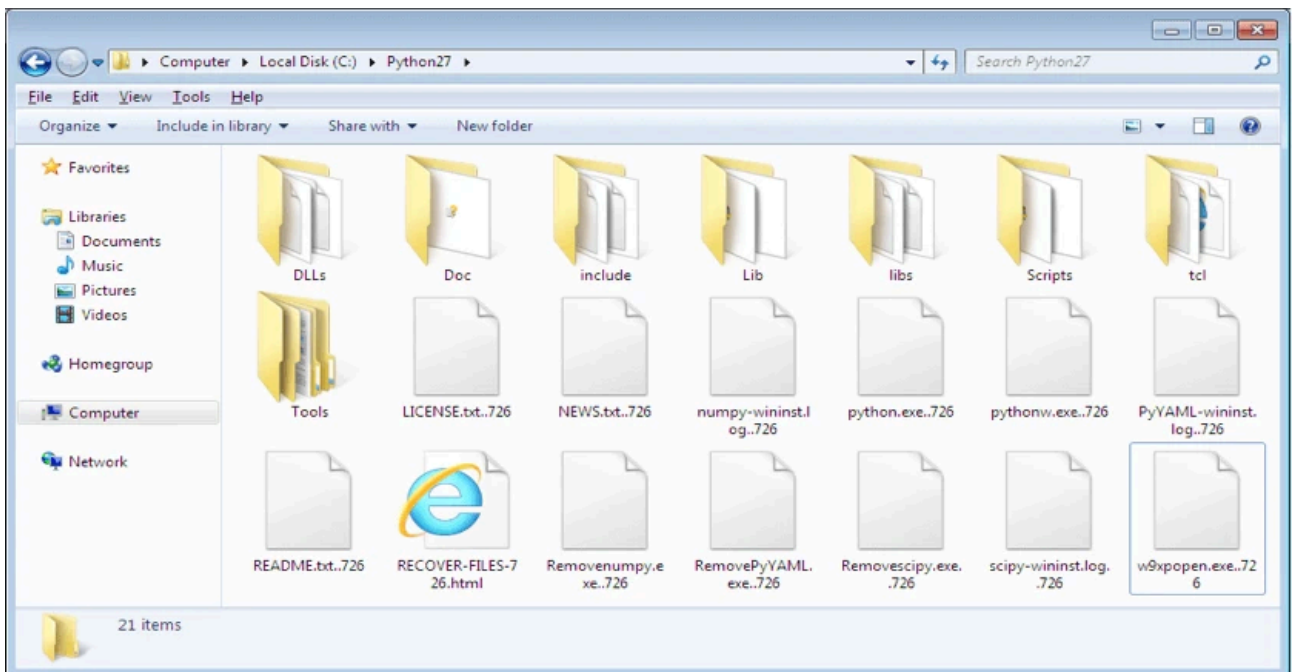 Computer ▸ Local Disk (C:) ▸ Python27 ▸
Search Python27
File Edit View Tools Help
Organize ▾ Include in library ▾ Share with ▾ New folder
Favorites
Libraries
Documents
Music
Pictures
Videos
Homegroup
Computer
Network
DLLs
Doc
include
Lib
libs
Scripts
tcl
Tools
LICENSE.txt..726
NEWS.txt..726
numpy-wininst.l
og..726
python.exe..726
pythonw.exe..726
PyYAML-wininst.
log..726
README.txt..726
RECOVER-FILES-7
26.html
Removenumpy.e
xe..726
RemovePyYAML.
exe..726
Removescipy.exe.
.726
scipy-wininst.log.
.726
w9xpopen.exe..72
6
21 items